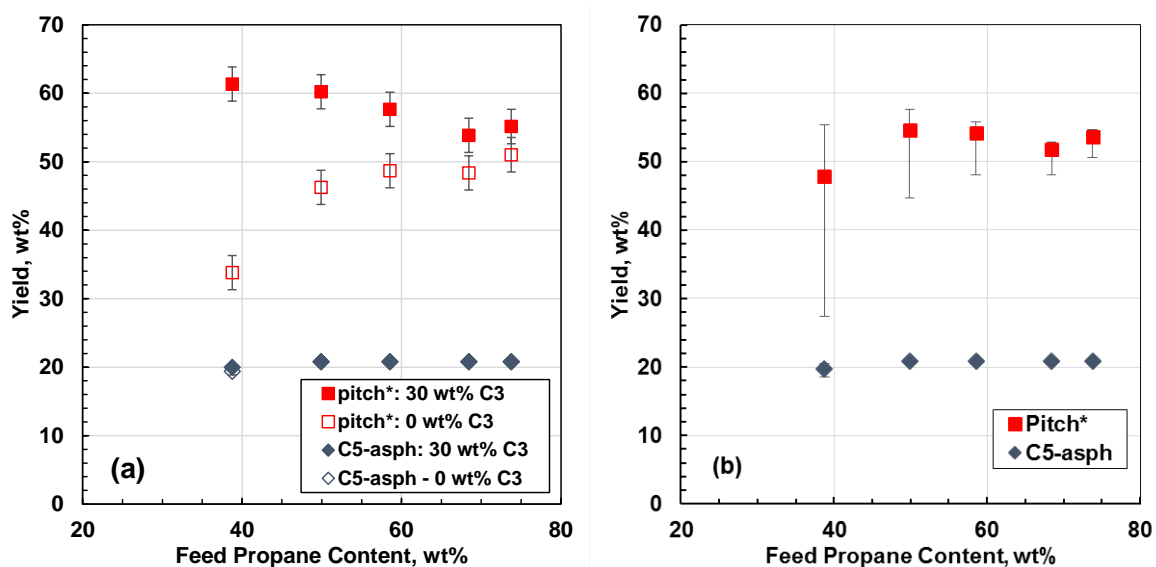 70
60
50
40
30
20
10
0
Yield, wt%
pitch*: 30 wt% C3
pitch*: 0 wt% C3
C5-asph: 30 wt% C3
C5-asph - 0 wt% C3
(a)
20 40 60 80
Feed Propane Content, wt%
70
60
50
40
30
20
10
0
Yield, wt%
Pitch*
C5-asph
(b)
20 40 60 80
Feed Propane Content, wt%